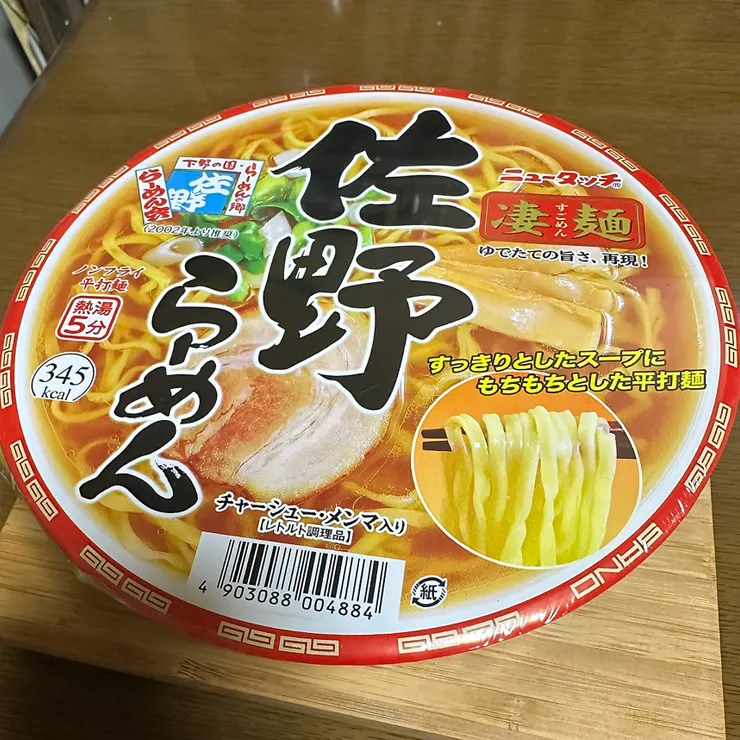 佐野
らーめん
下野の国・らーめんの郷
佐野
らーめん会
(2002年より推奨)
ニュータッチ®
凄麺
すごめん
ゆでたての旨さ、再現!
ノンフライ
平打麺
熱湯
5分
345
kcal
すっきりとしたスープに
もちもちとした平打麺
チャーシュー・メンマ入り
[レトルト調理品]
4 903088 004884
紙
SANO